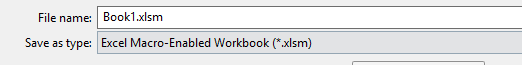 File name: Book1.xlsm
Save as type: Excel Macro-Enabled Workbook (*.xlsm)